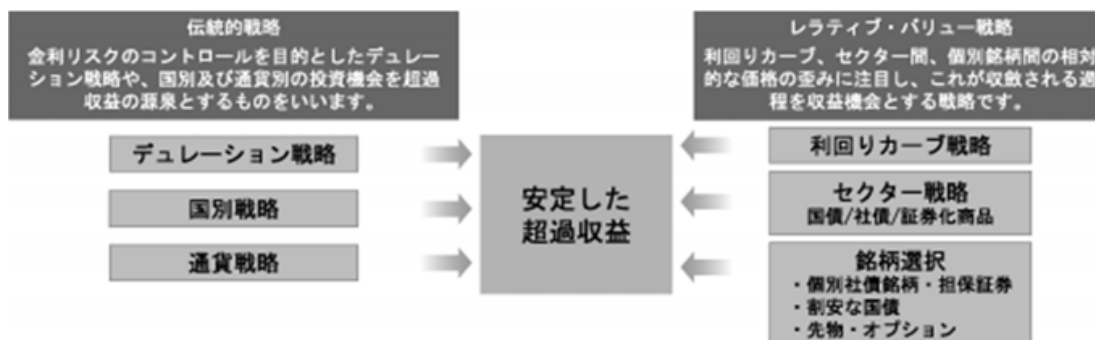 伝統的戦略
金利リスクのコントロールを目的としたデュレー
ション戦略や、国別及び通貨別の投資機会を超過
収益の源泉とするものをいいます。
デュレーション戦略
国別戦略
通貨戦略
安定した
超過収益
レラティブ・バリュー戦略
利回りカーブ、セクター間、個別銘柄間の相対
的な価格の歪みに注目し、これが収斂される過
程を収益機会とする戦略です。
利回りカーブ戦略
セクター戦略
国債/社債/証券化商品
銘柄選択
・個別社債銘柄・担保証券
・割安な国債
・先物・オプション